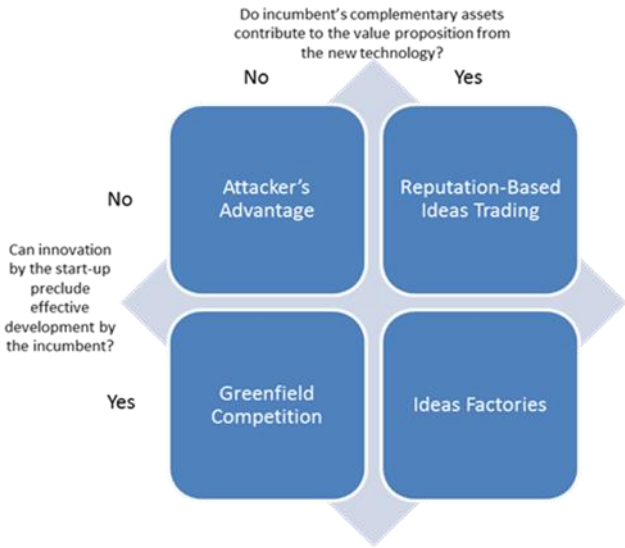 Do incumbent's complementary assets
contribute to the value proposition from
the new technology?
No
Yes
No
Attacker's
Advantage
Reputation-Based
Ideas Trading
Can innovation
by the start-up
preclude
effective
development by
the incumbent?
Yes
Greenfield
Competition
Ideas Factories